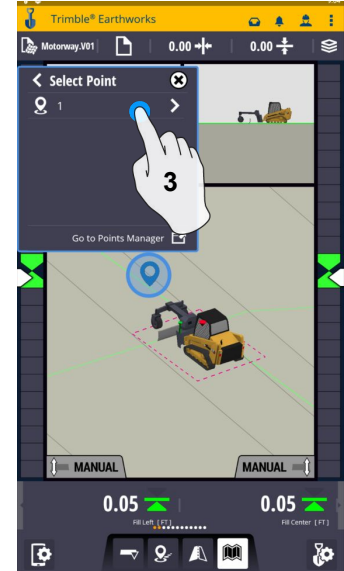 Trimble® Earthworks
Motorway.V01 0.00 0.00
Select Point
1
3
Go to Points Manager
MANUAL MANUAL
0.05 0.05
Fill Left [FT] Fill Center [FT]